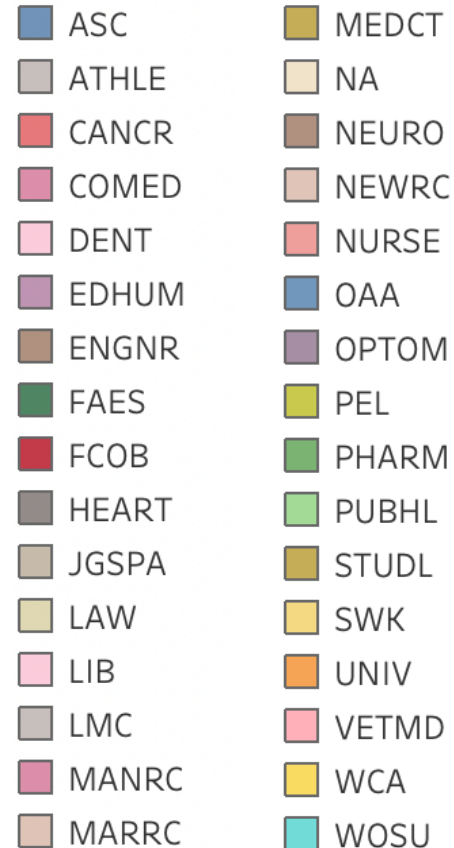 ASC
ATHLE
CANCR
COMED
DENT
EDHUM
ENGNR
FAES
FCOB
HEART
JGSPA
LAW
LIB
LMC
MANRC
MARRC
MEDCT
NA
NEURO
NEWRC
NURSE
OAA
OPTOM
PEL
PHARM
PUBHL
STUDL
SWK
UNIV
VETMD
WCA
WOSU